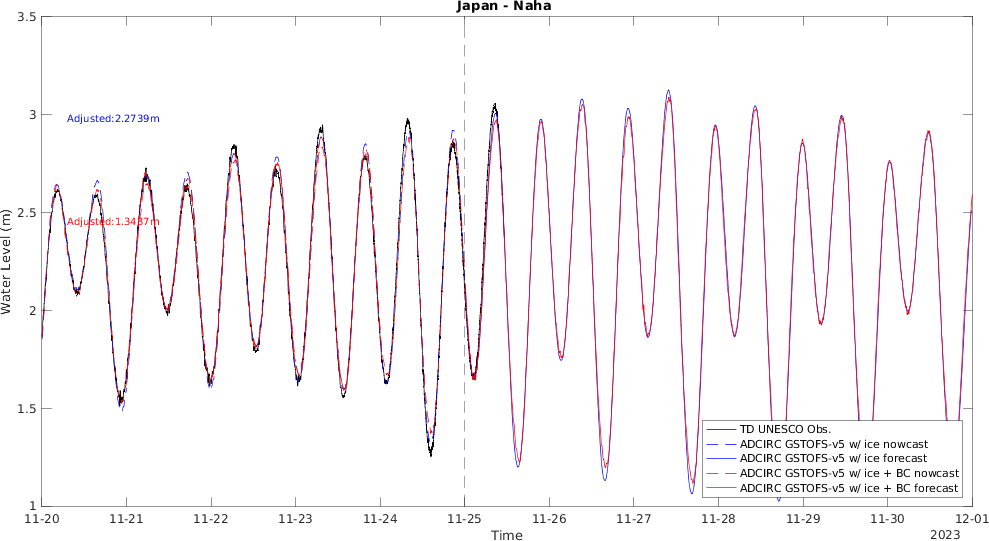 Japan - Naha
3.5
3
2.5
2
1.5
1
Water Level (m)
Adjusted:2.2739m
Adjusted:1.3437m
TD UNESCO Obs.
ADCIRC GSTOFS-v5 w/ ice nowcast
ADCIRC GSTOFS-v5 w/ ice forecast
ADCIRC GSTOFS-v5 w/ ice + BC nowcast
ADCIRC GSTOFS-v5 w/ ice + BC forecast
11-20 11-21 11-22 11-23 11-24 11-25 11-26 11-27 11-28 11-29 11-30 12-01
Time
2023